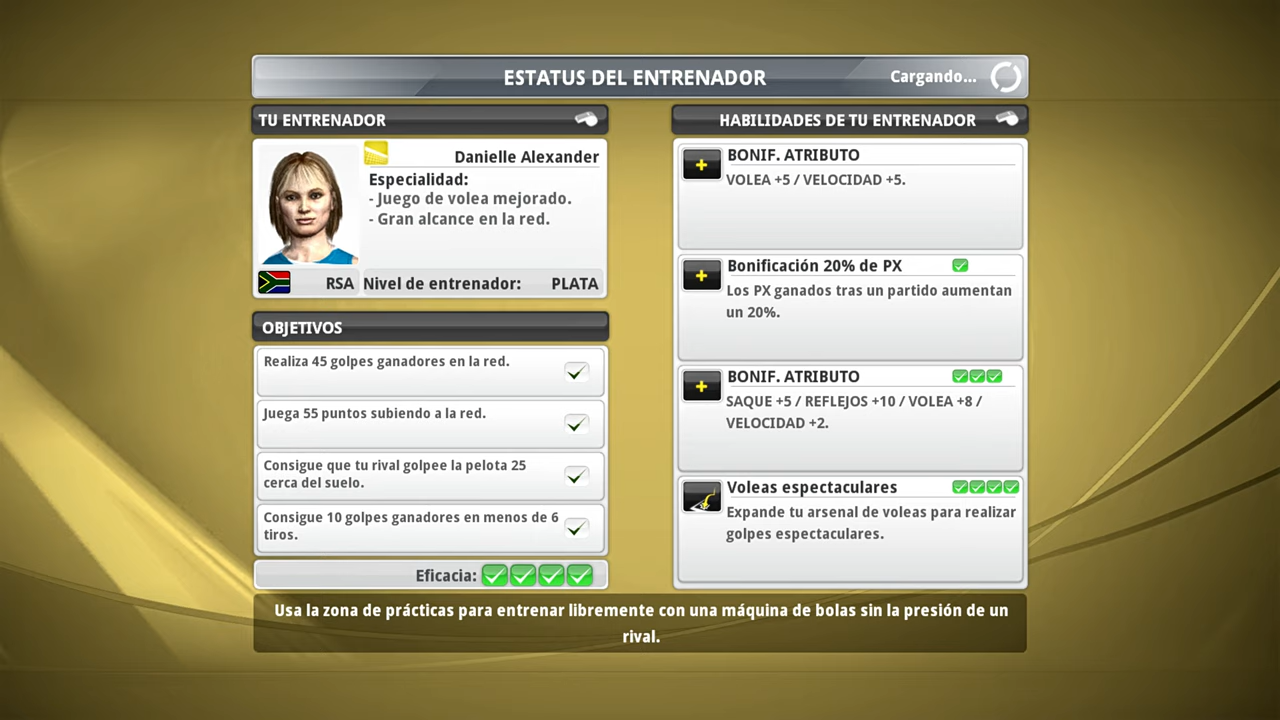 ESTATUS DEL ENTRENADOR
Cargando...
TU ENTRENADOR
Danielle Alexander
Especialidad:
- Juego de volea mejorado.
- Gran alcance en la red.
RSA
Nivel de entrenador:
PLATA
OBJETIVOS
Realiza 45 golpes ganadores en la red.
Juega 55 puntos subiendo a la red.
Consigue que tu rival golpee la pelota 25
cerca del suelo.
Consigue 10 golpes ganadores en menos de 6
tiros.
Eficacia:
HABILIDADES DE TU ENTRENADOR
BONIF. ATRIBUTO
VOLEA +5 / VELOCIDAD +5.
Bonificación 20% de PX
Los PX ganados tras un partido aumentan
un 20%.
BONIF. ATRIBUTO
SAQUE +5 / REFLEJOS +10 / VOLEA +8 /
VELOCIDAD +2.
Voleas espectaculares
Expande tu arsenal de voleas para realizar
golpes espectaculares.
Usa la zona de prácticas para entrenar libremente con una máquina de bolas sin la presión de un
rival.